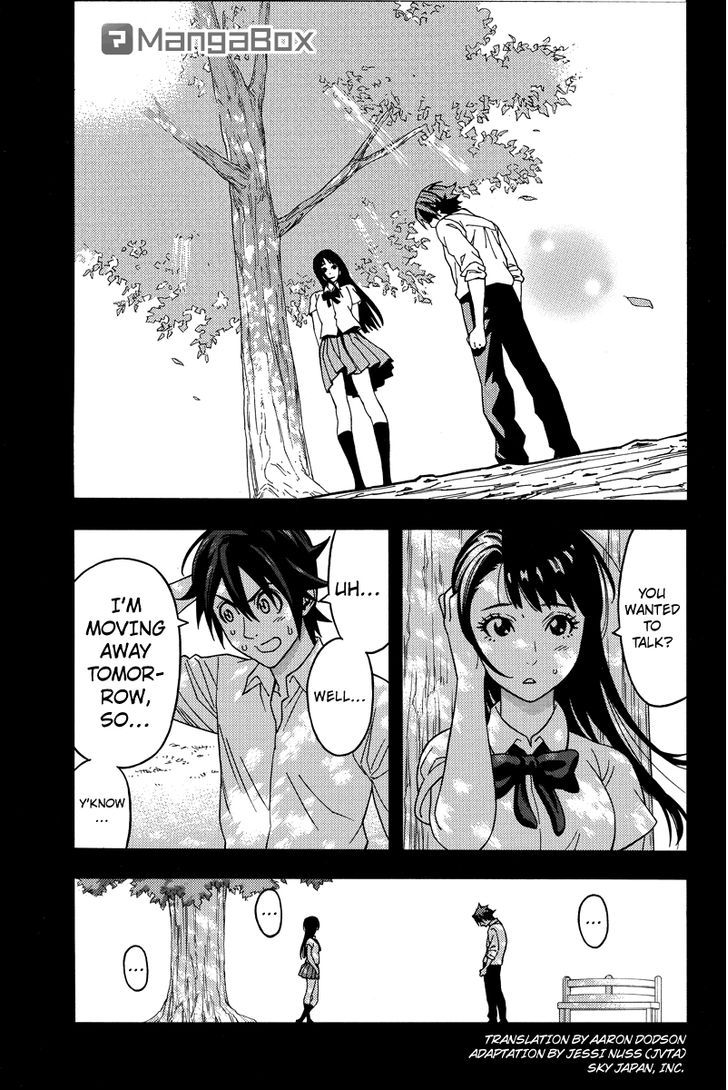 MangaBox
YOU
WANTED
TO
TALK?
UH...
WELL...
I'M
MOVING
AWAY
TOMOR-
ROW,
SO...
Y'KNOW
...
...
...
...
TRANSLATION BY AARON DODSON
ADAPTATION BY JESSI NUSS (JVTA)
SKY JAPAN, INC.